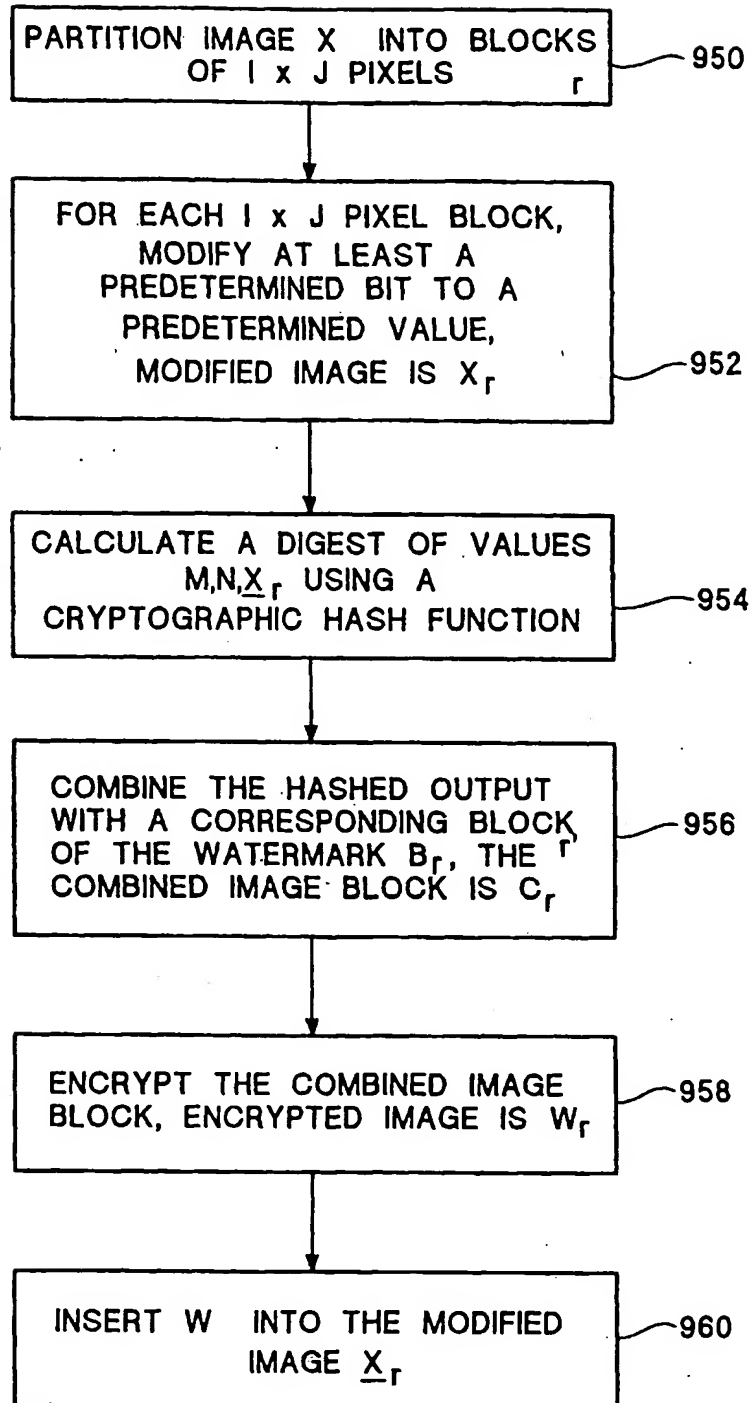 PARTITION IMAGE X INTO BLOCKS
OF I x J PIXELS r
950
FOR EACH I x J PIXEL BLOCK,
MODIFY AT LEAST A
PREDETERMINED BIT TO A
PREDETERMINED VALUE,
MODIFIED IMAGE IS Xr
952
CALCULATE A DIGEST OF VALUES
M,N,Xr USING A
CRYPTOGRAPHIC HASH FUNCTION
954
COMBINE THE HASHED OUTPUT
WITH A CORRESPONDING BLOCK,
OF THE WATERMARK Br, THE r
COMBINED IMAGE BLOCK IS Cr
956
ENCRYPT THE COMBINED IMAGE
BLOCK, ENCRYPTED IMAGE IS Wr
958
INSERT W INTO THE MODIFIED
IMAGE Xr
960